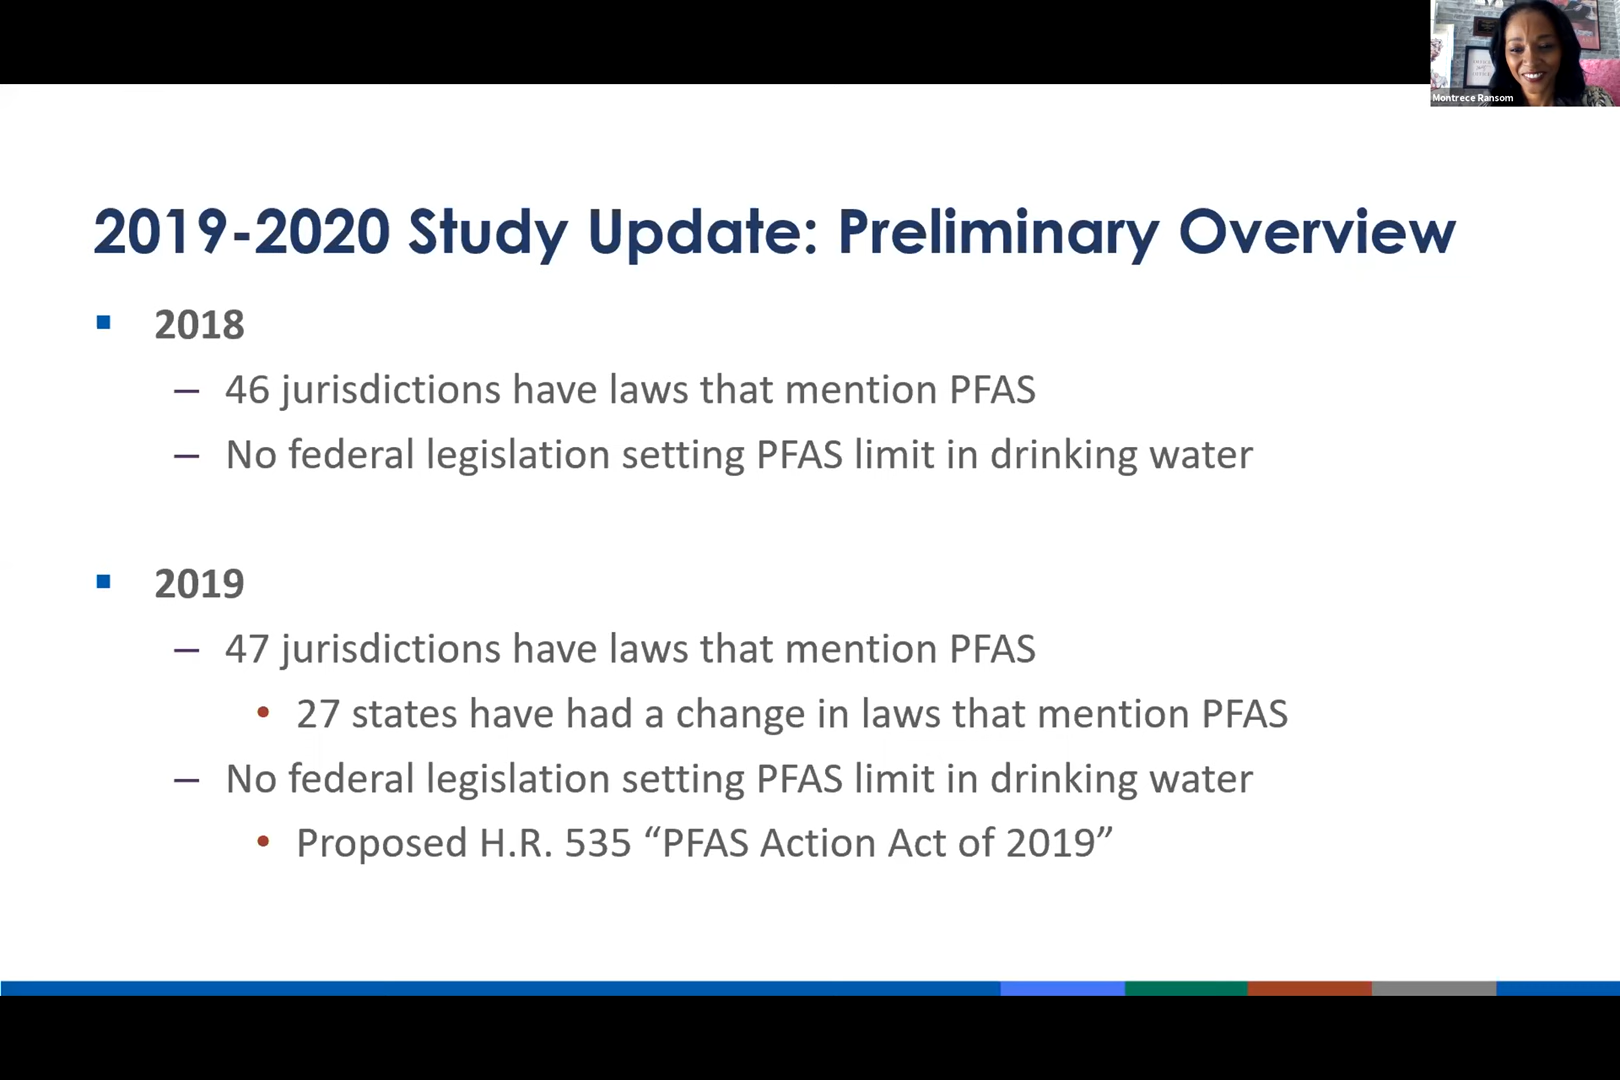 Montrece Ransom
2019-2020 Study Update: Preliminary Overview
▪ 2018
– 46 jurisdictions have laws that mention PFAS
– No federal legislation setting PFAS limit in drinking water
▪ 2019
– 47 jurisdictions have laws that mention PFAS
• 27 states have had a change in laws that mention PFAS
– No federal legislation setting PFAS limit in drinking water
• Proposed H.R. 535 “PFAS Action Act of 2019”